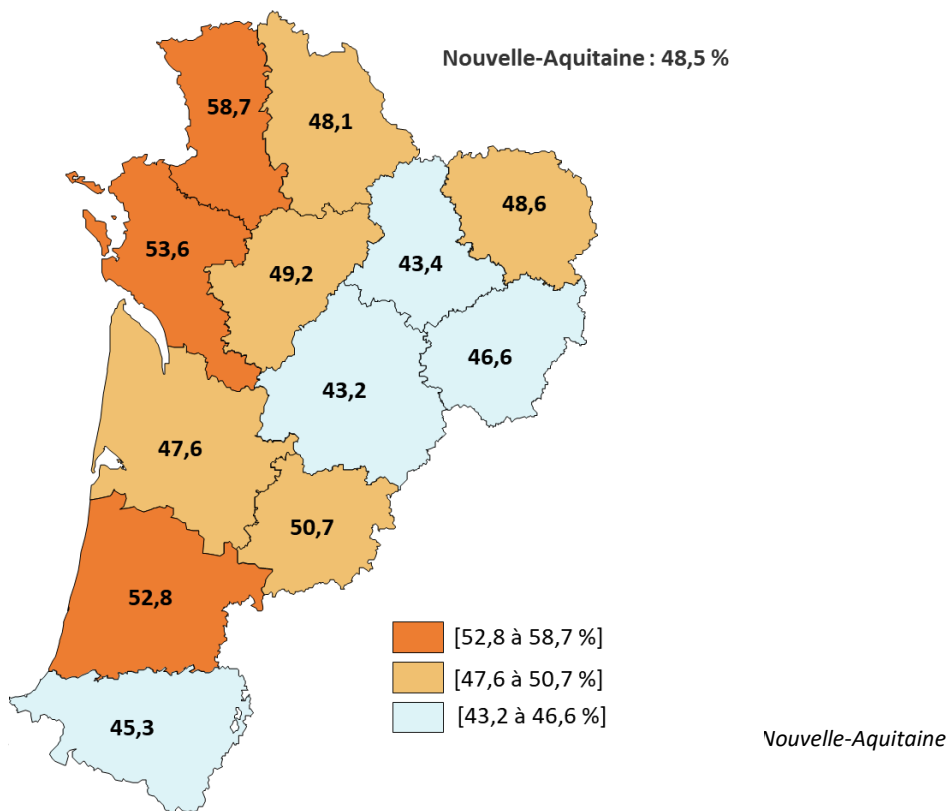 Nouvelle-Aquitaine : 48,5 %
58,7
48,1
48,6
53,6
49,2
43,4
46,6
43,2
47,6
50,7
52,8
[52,8 à 58,7 %]
[47,6 à 50,7 %]
[43,2 à 46,6 %]
45,3
Nouvelle-Aquitaine